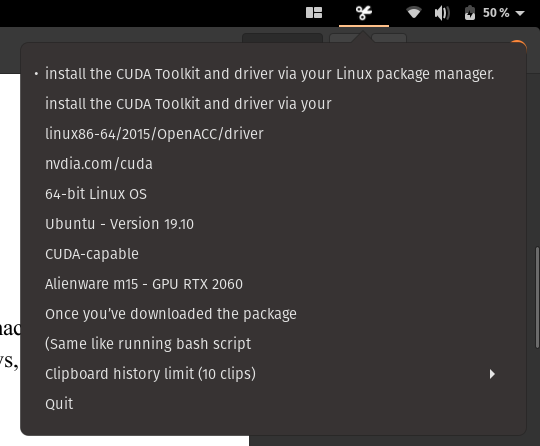 50 %
• install the CUDA Toolkit and driver via your Linux package manager.
install the CUDA Toolkit and driver via your
linux86-64/2015/OpenACC/driver
nvdia.com/cuda
64-bit Linux OS
Ubuntu - Version 19.10
CUDA-capable
Alienware m15 - GPU RTX 2060
Once you’ve downloaded the package
(Same like running bash script
Clipboard history limit (10 clips)
Quit